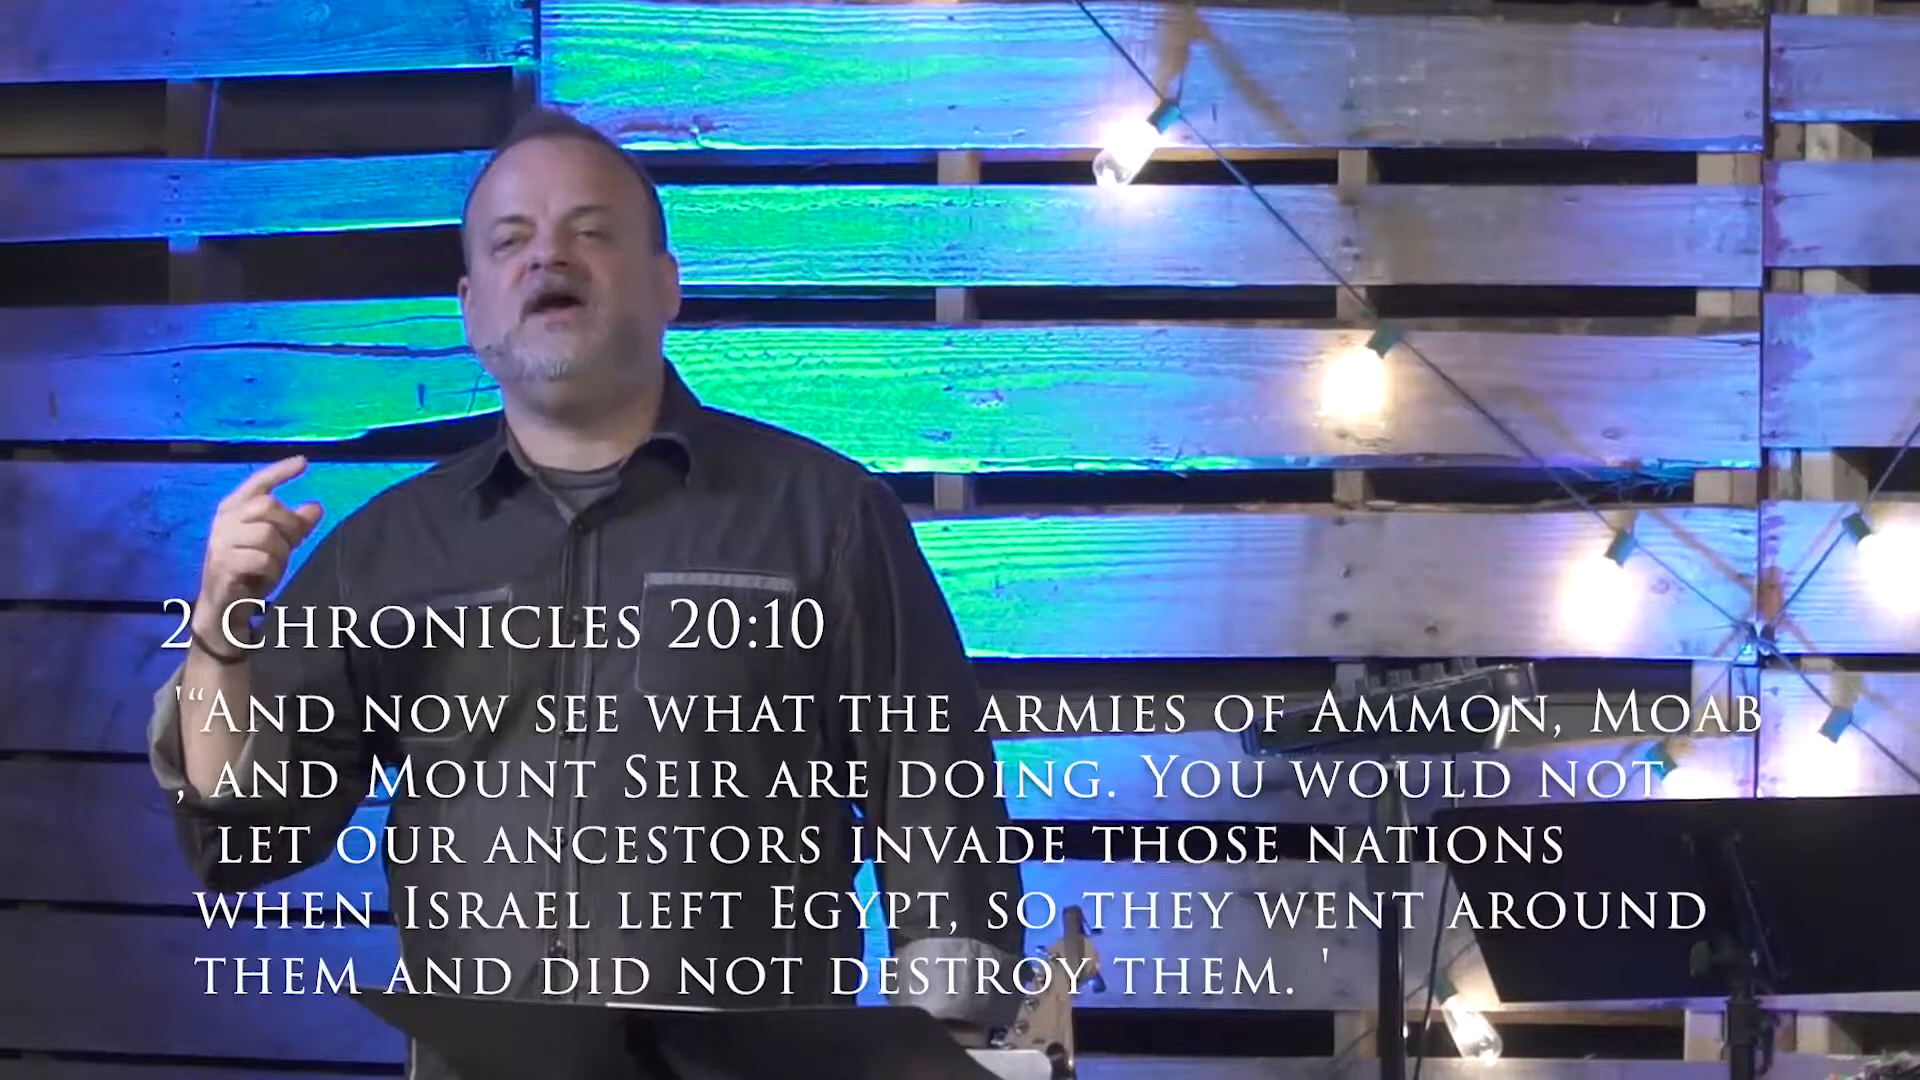 2 Chronicles 20:10
'“And now see what the armies of Ammon, Moab
, and Mount Seir are doing. You would not
let our ancestors invade those nations
when Israel left Egypt, so they went around
them and did not destroy them. '